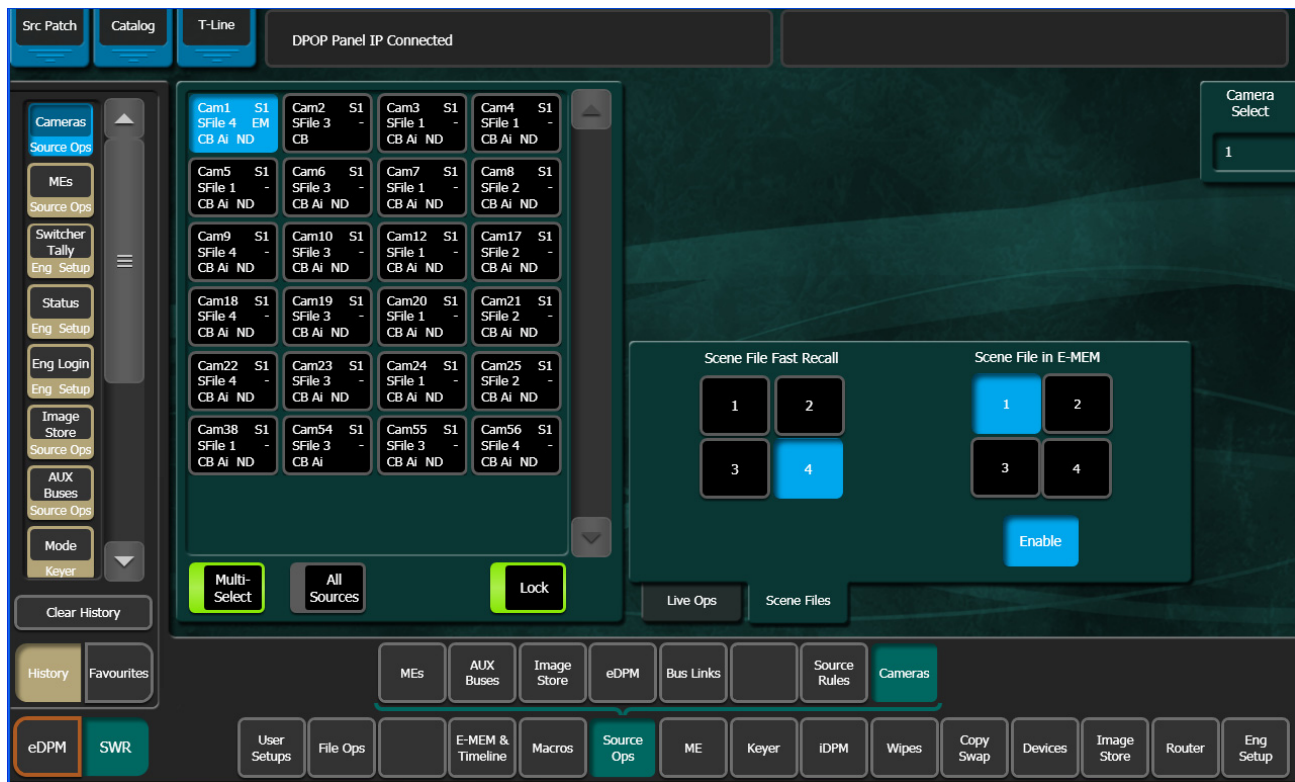 Src Patch
Catalog
T-Line
DPOP Panel IP Connected
Cameras
Source Ops
MEs
Source Ops
Switcher
Tally
Eng Setup
Status
Eng Setup
Eng Login
Eng Setup
Image
Store
Source Ops
AUX
Buses
Source Ops
Mode
Keyer
Clear History
History
Favourites
Cam1 S1
SFile 4 EM
CB Ai ND
Cam2 S1
SFile 3 -
CB
Cam3 S1
SFile 1 -
CB Ai ND
Cam4 S1
SFile 1 -
CB Ai ND
Cam5 S1
SFile 1 -
CB Ai ND
Cam6 S1
SFile 3 -
CB Ai ND
Cam7 S1
SFile 1 -
CB Ai ND
Cam8 S1
SFile 2 -
CB Ai ND
Cam9 S1
SFile 4 -
CB Ai ND
Cam10 S1
SFile 3 -
CB Ai ND
Cam12 S1
SFile 1 -
CB Ai ND
Cam17 S1
SFile 2 -
CB Ai ND
Cam18 S1
SFile 4 -
CB Ai ND
Cam19 S1
SFile 3 -
CB Ai ND
Cam20 S1
SFile 1 -
CB Ai ND
Cam21 S1
SFile 2 -
CB Ai ND
Cam22 S1
SFile 4 -
CB Ai ND
Cam23 S1
SFile 3 -
CB Ai ND
Cam24 S1
SFile 1 -
CB Ai ND
Cam25 S1
SFile 2 -
CB Ai ND
Cam38 S1
SFile 1 -
CB Ai ND
Cam54 S1
SFile 3 -
CB Ai
Cam55 S1
SFile 3 -
CB Ai ND
Cam56 S1
SFile 4 -
CB Ai ND
Multi-
Select
All
Sources
Lock
Camera
Select
1
Scene File Fast Recall
1
2
3
4
Scene File in E-MEM
1
2
3
4
Enable
Live Ops
Scene Files
MEs
AUX
Buses
Image
Store
eDPM
Bus Links
Source
Rules
Cameras
eDPM
SWR
User
Setups
File Ops
E-MEM &
Timeline
Macros
Source
Ops
ME
Keyer
iDPM
Wipes
Copy
Swap
Devices
Image
Store
Router
Eng
Setup